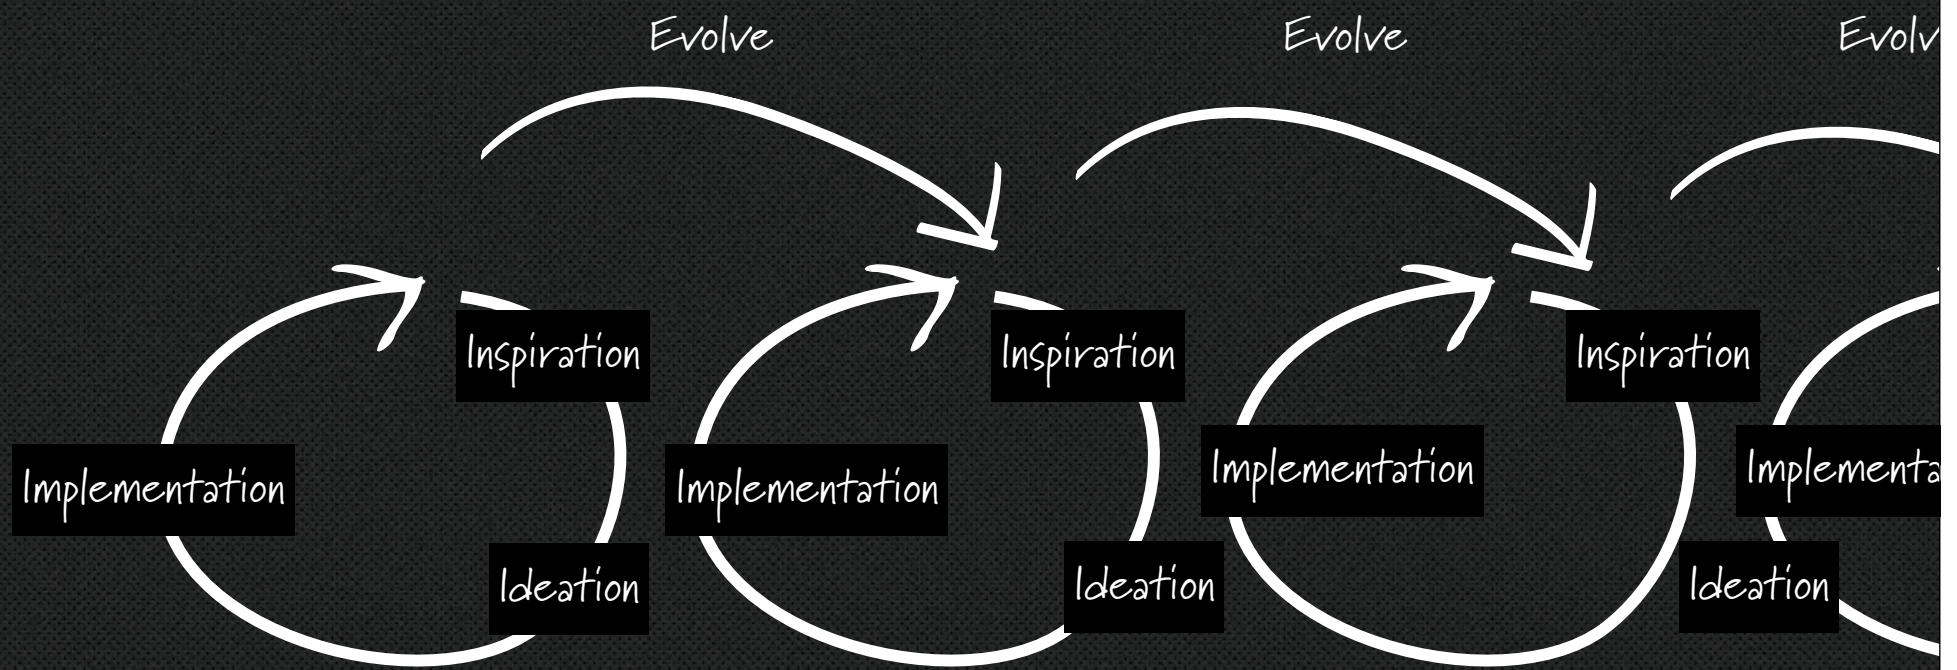 Evolve
Evolve
Evolv
Inspiration
Inspiration
Inspiration
Implementation
Implementation
Implementation
Implementa
Ideation
Ideation
Ideation